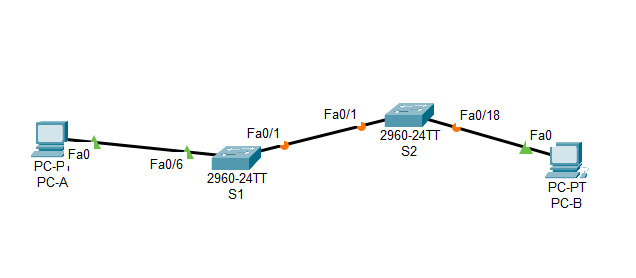 Fa0/1
Fa0/18
2960-24TT
S2
Fa0/1
Fa0
Fa0
Fa0/6
PC-PT
PC-A
2960-24TT
S1
PC-PT
PC-B